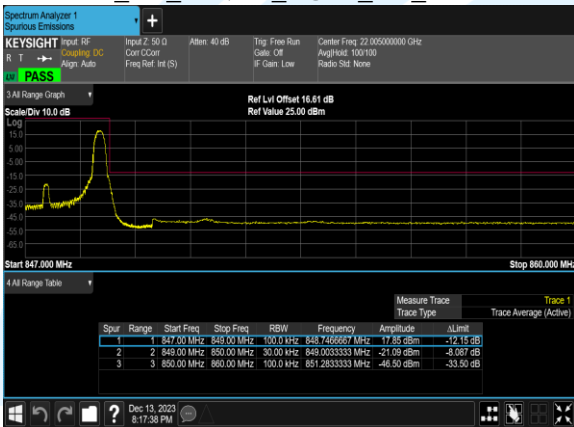 Spectrum Analyzer 1
Spurious Emissions
+
KEYSIGHT Input: RF Input Z: 50 Ω Atten: 40 dB Trig: Free Run Center Freq: 22.005000000 GHz
R T Coupling: DC Corr CCorr Gate: Off Avg|Hold: 100/100
Align: Auto Freq Ref: Int (S) IF Gain: Low Radio Std: None
PASS
3 All Range Graph
Ref Lvl Offset 16.61 dB
Scale/Div 10.0 dB Ref Value 25.00 dBm
Log
15.0
5.00
-5.00
-15.0
-25.0
-35.0
-45.0
-55.0
-65.0
Start 847.000 MHz Stop 860.000 MHz
4 All Range Table
Measure Trace Trace 1
Trace Type Trace Average (Active)
Spur Range Start Freq Stop Freq RBW Frequency Amplitude ΔLimit
1 1 847.00 MHz 849.00 MHz 100.0 kHz 848.7466667 MHz 17.85 dBm -12.15 dB
2 2 849.00 MHz 850.00 MHz 30.00 kHz 849.0033333 MHz -21.09 dBm -8.087 dB
3 3 850.00 MHz 860.00 MHz 100.0 kHz 851.2833333 MHz -46.50 dBm -33.50 dB
? Dec 13, 2023
8:17:38 PM